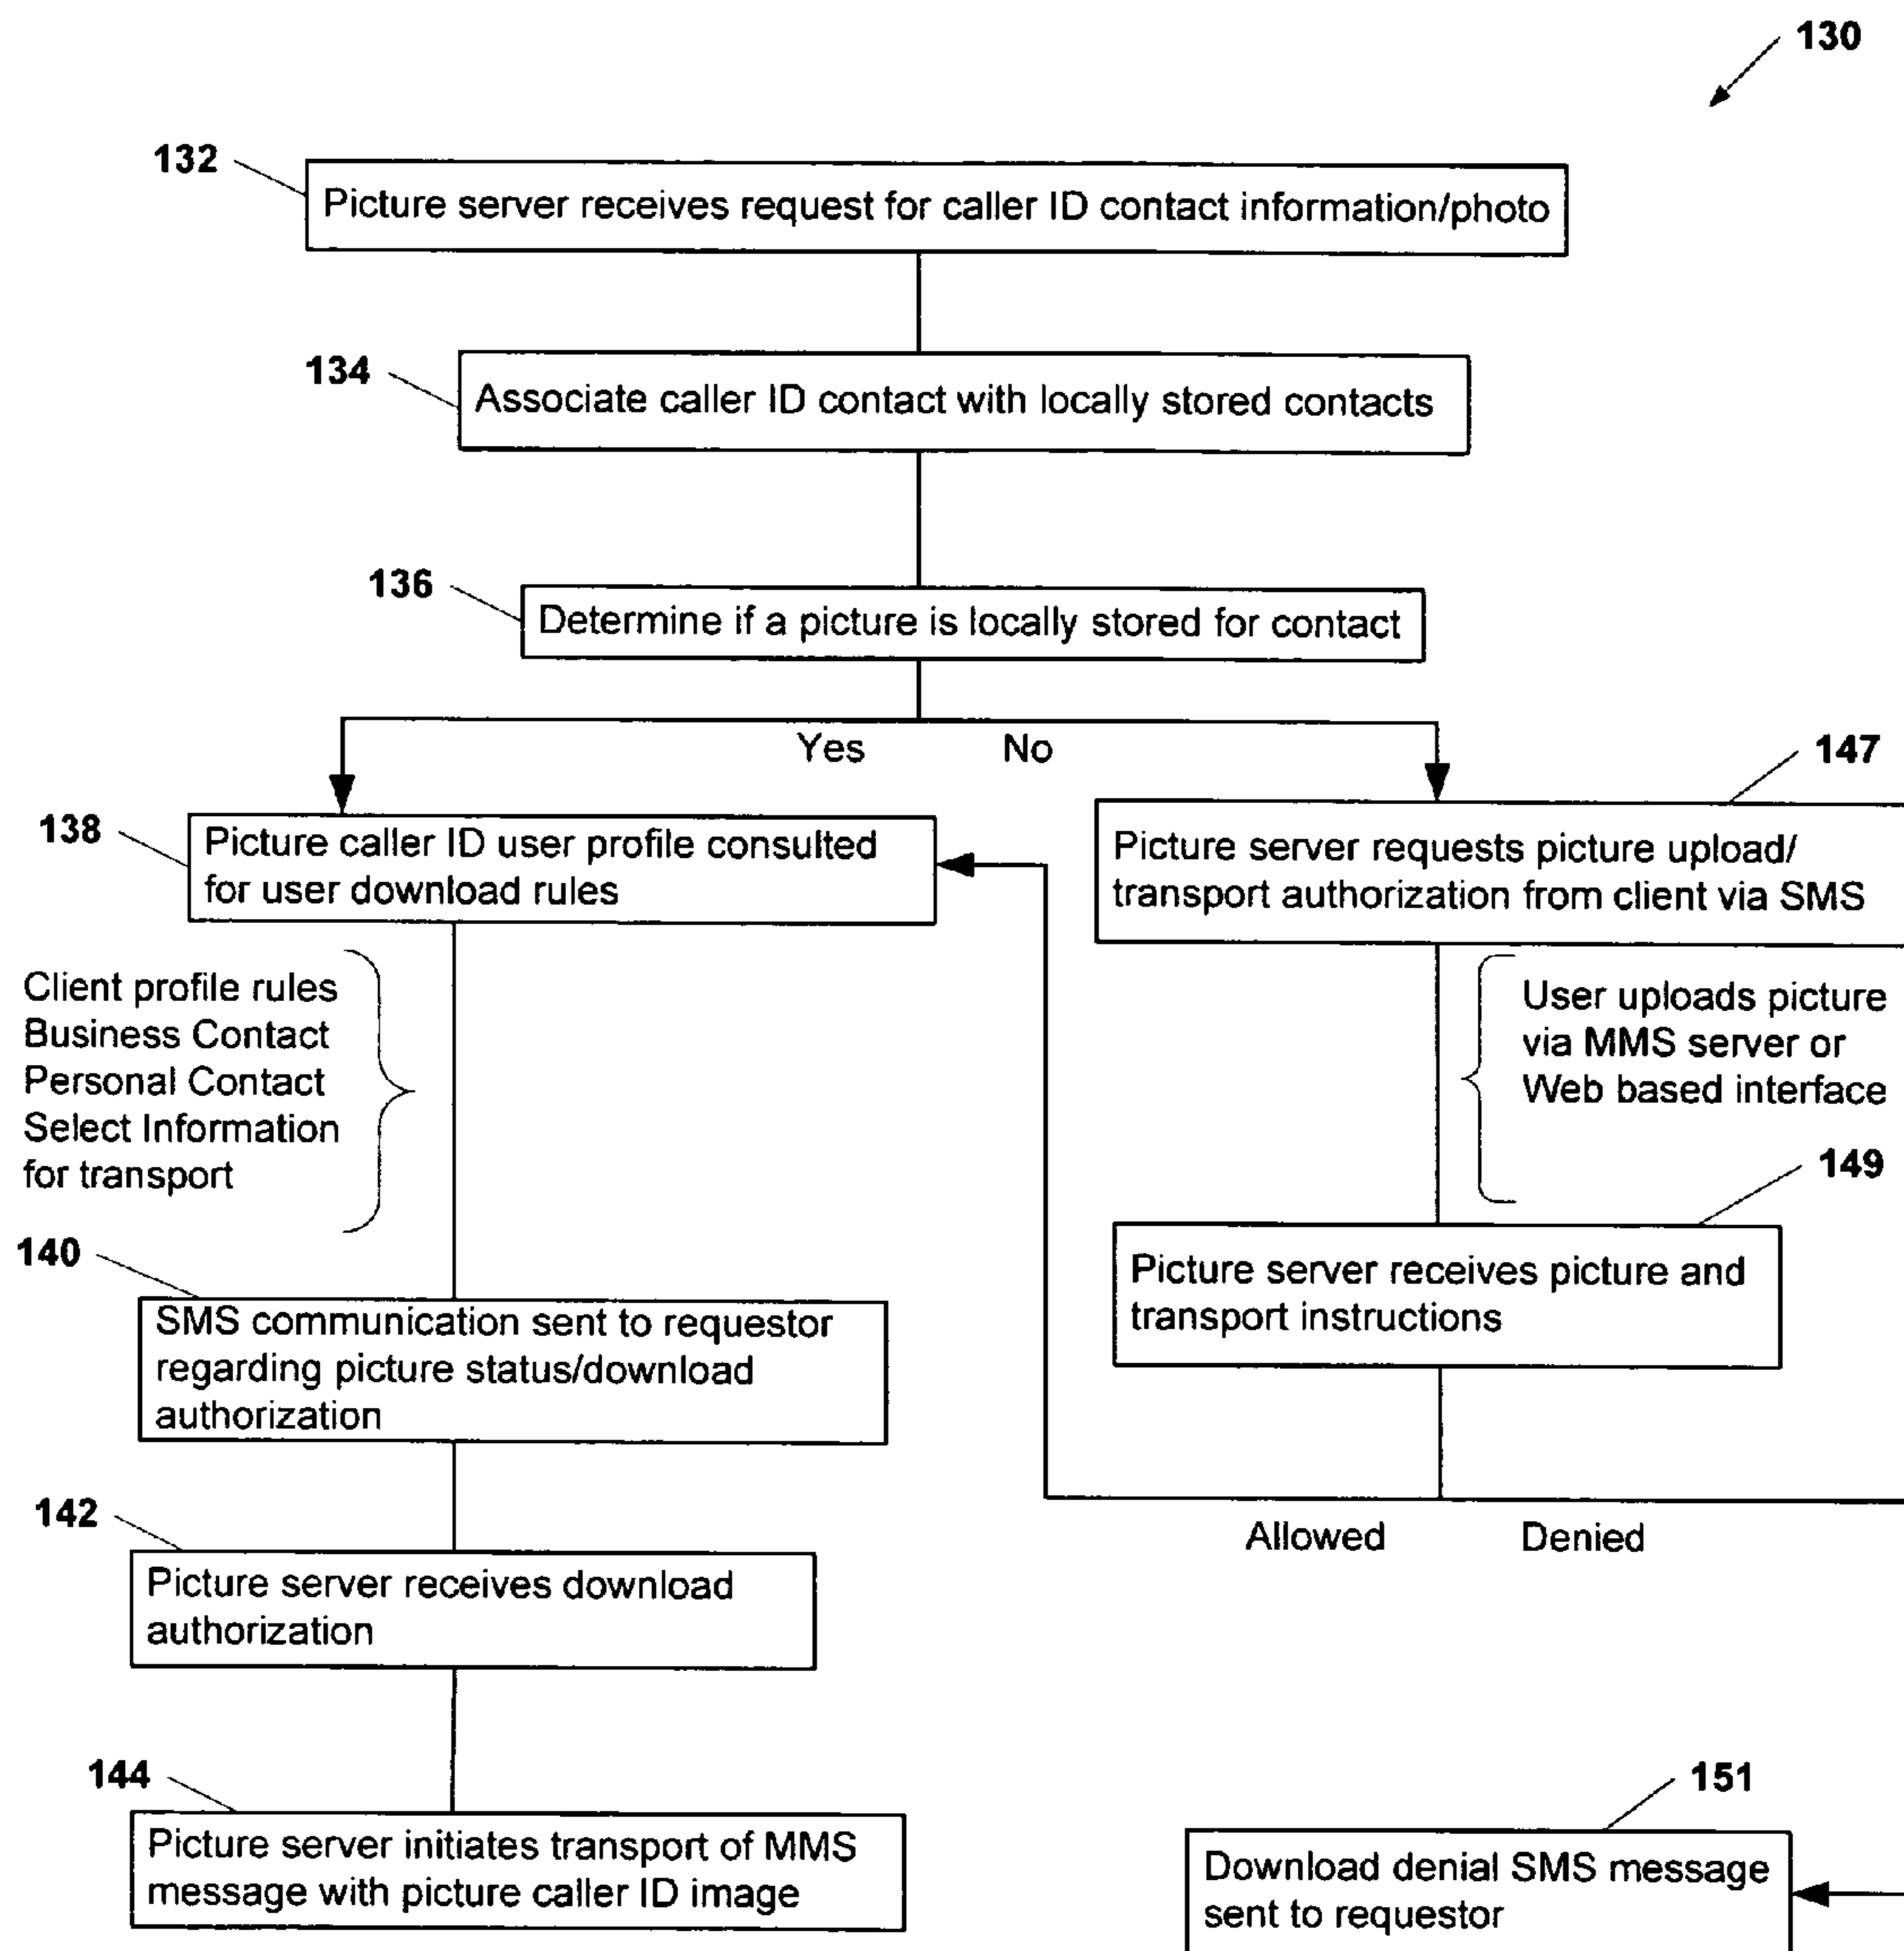 130
132
Picture server receives request for caller ID contact information/photo
134
Associate caller ID contact with locally stored contacts
136
Determine if a picture is locally stored for contact
Yes
No
138
Picture caller ID user profile consulted
for user download rules
147
Picture server requests picture upload/
transport authorization from client via SMS
Client profile rules
Business Contact
Personal Contact
Select Information
for transport
User uploads picture
via MMS server or
Web based interface
149
Picture server receives picture and
transport instructions
Allowed
Denied
140
SMS communication sent to requestor
regarding picture status/download
authorization
142
Picture server receives download
authorization
144
Picture server initiates transport of MMS
message with picture caller ID image
151
Download denial SMS message
sent to requestor